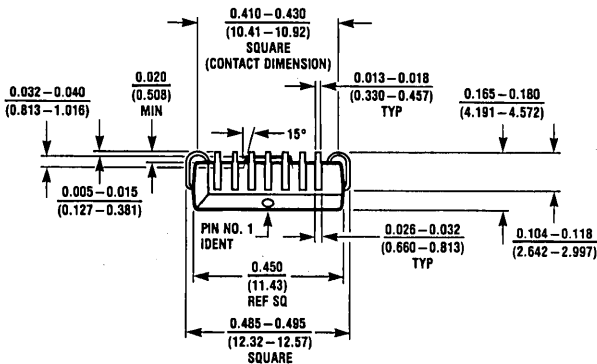 0.410–0.430
(10.41–10.92)
SQUARE
(CONTACT DIMENSION)
0.032–0.040
(0.813–1.016)
0.020
(0.508)
MIN
0.013–0.018
(0.330–0.457)
TYP
0.165–0.180
(4.191–4.572)
15°
0.005–0.015
(0.127–0.381)
PIN NO. 1
IDENT
0.026–0.032
(0.660–0.813)
TYP
0.104–0.118
(2.642–2.997)
0.450
(11.43)
REF SQ
0.485–0.495
(12.32–12.57)
SQUARE